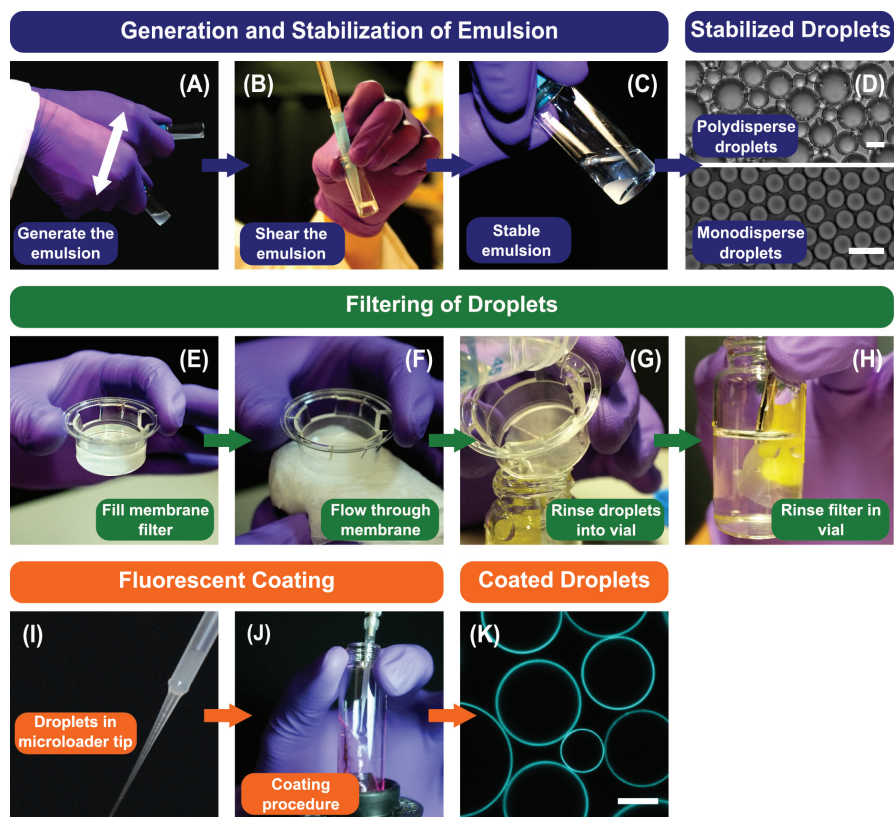 Generation and Stabilization of Emulsion
Stabilized Droplets
(A)
Generate the
emulsion
(B)
Shear the
emulsion
(C)
Stable
emulsion
(D)
Polydisperse
droplets
Monodisperse
droplets
Filtering of Droplets
(E)
Fill membrane
filter
(F)
Flow through
membrane
(G)
Rinse droplets
into vial
(H)
Rinse filter in
vial
Fluorescent Coating
Coated Droplets
(I)
Droplets in
microloader tip
(J)
Coating
procedure
(K)